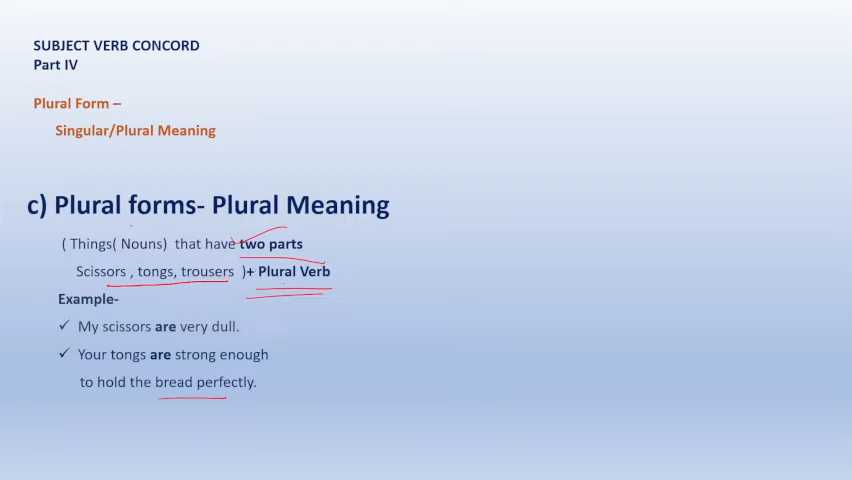 SUBJECT VERB CONCORD
Part IV
Plural Form –
Singular/Plural Meaning
c) Plural forms- Plural Meaning
( Things( Nouns) that have two parts
Scissors , tongs, trousers )+ Plural Verb
Example-
✓ My scissors are very dull.
✓ Your tongs are strong enough
to hold the bread perfectly.